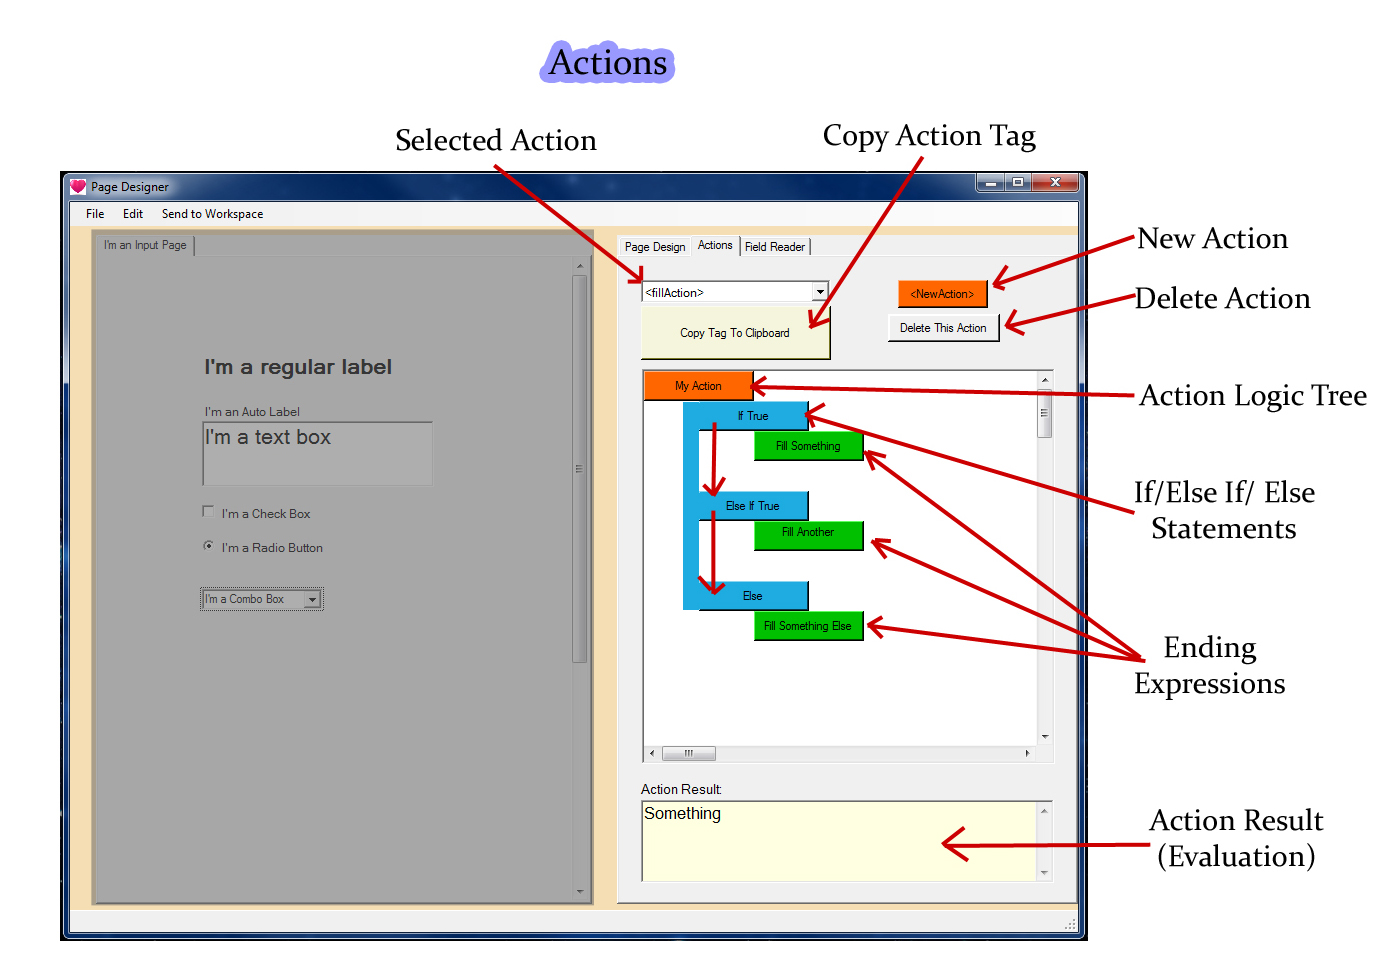 Actions
Selected Action
Copy Action Tag
Page Designer
File Edit Send to Workspace
New Action
I'm an Input Page
Page Design Actions Field Reader
<fillAction>
<NewAction>
Delete Action
Copy Tag To Clipboard
Delete This Action
I'm a regular label
My Action
Action Logic Tree
I'm an Auto Label
If True
I'm a text box
Fill Something
If/Else If/ Else
Statements
I'm a Check Box
Else If True
Fill Another
I'm a Radio Button
I'm a Combo Box
Else
Fill Something Else
Ending
Expressions
Action Result:
Something
Action Result
(Evaluation)